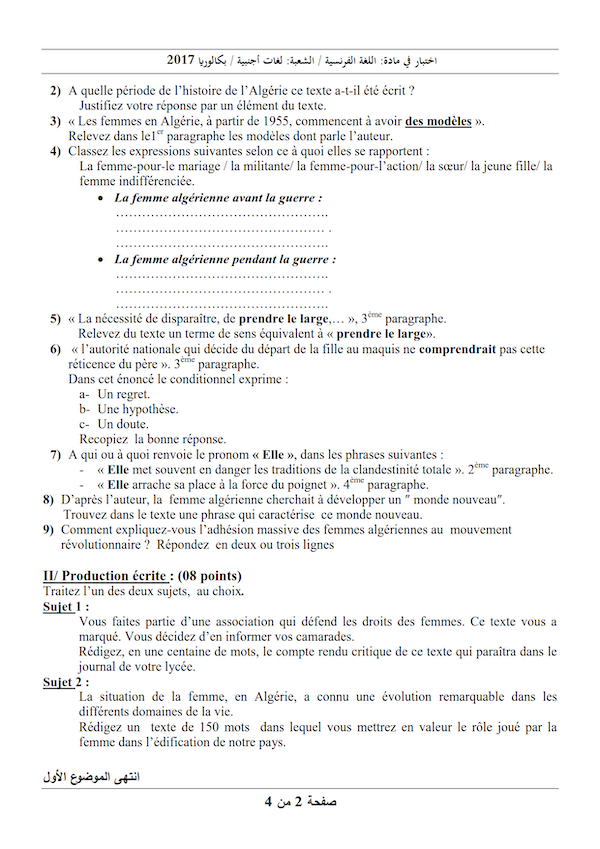 اختبار في مادة: اللغة الفرنسية / الشعبة: لغات أجنبية / بكالوريا 2017
2) A quelle période de l'histoire de l'Algérie ce texte a-t-il été écrit ?
Justifiez votre réponse par un élément du texte.
3) « Les femmes en Algérie, à partir de 1955, commencent à avoir des modèles ».
Relevez dans le1er paragraphe les modèles dont parle l'auteur.
4) Classez les expressions suivantes selon ce à quoi elles se rapportent :
La femme-pour-le mariage / la militante/ la femme-pour-l'action/ la sœur/ la jeune fille/ la
femme indifférenciée.
• La femme algérienne avant la guerre :
……………………………………………….
……………………………………………… .
……………………………………………….
• La femme algérienne pendant la guerre :
……………………………………………….
……………………………………………… .
……………………………………………….
5) « La nécessité de disparaître, de prendre le large,… », 3ème paragraphe.
Relevez du texte un terme de sens équivalent à « prendre le large».
6) « l'autorité nationale qui décide du départ de la fille au maquis ne comprendrait pas cette
réticence du père ». 3ème paragraphe.
Dans cet énoncé le conditionnel exprime :
a- Un regret.
b- Une hypothèse.
c- Un doute.
Recopiez la bonne réponse.
7) A qui ou à quoi renvoie le pronom « Elle », dans les phrases suivantes :
- « Elle met souvent en danger les traditions de la clandestinité totale ». 2ème paragraphe.
- « Elle arrache sa place à la force du poignet ». 4ème paragraphe.
8) D'après l'auteur, la femme algérienne cherchait à développer un " monde nouveau".
Trouvez dans le texte une phrase qui caractérise ce monde nouveau.
9) Comment expliquez-vous l'adhésion massive des femmes algériennes au mouvement
révolutionnaire ? Répondez en deux ou trois lignes
II/ Production écrite : (08 points)
Traitez l'un des deux sujets, au choix.
Sujet 1 :
Vous faites partie d'une association qui défend les droits des femmes. Ce texte vous a
marqué. Vous décidez d'en informer vos camarades.
Rédigez, en une centaine de mots, le compte rendu critique de ce texte qui paraîtra dans le
journal de votre lycée.
Sujet 2 :
La situation de la femme, en Algérie, a connu une évolution remarquable dans les
différents domaines de la vie.
Rédigez un texte de 150 mots dans lequel vous mettrez en valeur le rôle joué par la
femme dans l'édification de notre pays.
انتهى الموضوع الأول
صفحة 2 من 4